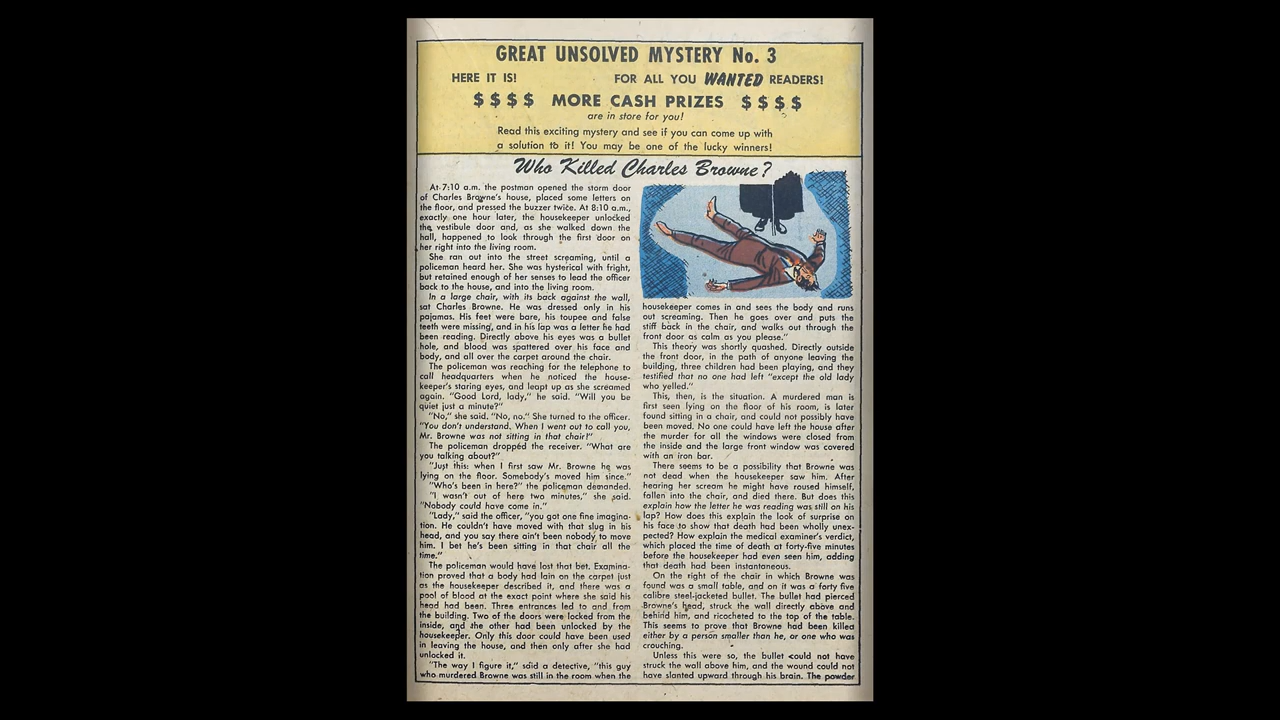 GREAT UNSOLVED MYSTERY No. 3
HERE IT IS! FOR ALL YOU WANTED READERS!
$ $ $ $ MORE CASH PRIZES $ $ $ $
are in store for you!
Read this exciting mystery and see if you can come up with
a solution to it! You may be one of the lucky winners!
Who Killed Charles Browne?
At 7:10 a.m. the postman opened the storm door
of Charles Browne's house, placed some letters on
the floor, and pressed the buzzer twice. At 8:10 a.m.,
exactly one hour later, the housekeeper unlocked
the vestibule door and, as she walked down the
hall, happened to look through the first door on
her right into the living room.
She ran out into the street screaming, until a
policeman heard her. She was hysterical with fright,
but retained enough of her senses to lead the officer
back to the house, and into the living room.
In a large chair, with its back against the wall,
sat Charles Browne. He was dressed only in his
pajamas. His feet were bare, his toupee and false
teeth were missing, and in his lap was a letter he had
been reading. Directly above his eyes was a bullet
hole, and blood was spattered over his face and
body, and all over the carpet around the chair.
The policeman was reaching for the telephone to
call headquarters when he noticed the house-
keeper's staring eyes, and leapt up as she screamed
again. "Good Lord, lady," he said. "Will you be
quiet just a minute?"
"No," she said. "No, no." She turned to the officer.
"You don't understand. When I went out to call you,
Mr. Browne was not sitting in that chair!"
The policeman dropped the receiver. "What are
you talking about?"
"Just this: when I first saw Mr. Browne he was
lying on the floor. Somebody's moved him since."
"Who's been in here?" the policeman demanded.
"I wasn't out of here two minutes," she said.
"Nobody could have come in."
"Lady," said the officer, "you got one fine imagina-
tion. He couldn't have moved with that slug in his
head, and you say there ain't been nobody to move
him. I bet he's been sitting in that chair all the
time."
The policeman would have lost that bet. Examina-
tion proved that a body had lain on the carpet just
as the housekeeper described it, and there was a
pool of blood at the exact point where she said his
head had been. Three entrances led to and from
the building. Two of the doors were locked from the
inside, and the other had been unlocked by the
housekeeper. Only this door could have been used
in leaving the house, and then only after she had
unlocked it.
"The way I figure it," said a detective, "this guy
who murdered Browne was still in the room when the
housekeeper comes in and sees the body and runs
out screaming. Then he goes over and puts the
stiff back in the chair, and walks out through the
front door as calm as you please."
This theory was shortly quashed. Directly outside
the front door, in the path of anyone leaving the
building, three children had been playing, and they
testified that no one had left "except the old lady
who yelled."
This, then, is the situation. A murdered man is
first seen lying on the floor of his room, is later
found sitting in a chair, and could not possibly have
been moved. No one could have left the house after
the murder for all the windows were closed from
the inside and the large front window was covered
with an iron bar.
There seems to be a possibility that Browne was
not dead when the housekeeper saw him. After
hearing her scream he might have roused himself,
fallen into the chair, and died there. But does this
explain how the letter he was reading was still on his
lap? How does this explain the look of surprise on
his face to show that death had been wholly unex-
pected? How explain the medical examiner's verdict,
which placed the time of death at forty-five minutes
before the housekeeper had even seen him, adding
that death had been instantaneous.
On the right of the chair in which Browne was
found was a small table, and on it was a forty five
calibre steel-jacketed bullet. The bullet had pierced
Browne's head, struck the wall directly above and
behind him, and ricocheted to the top of the table.
This seems to prove that Browne had been killed
either by a person smaller than he, or one who was
crouching.
Unless this were so, the bullet could not have
struck the wall above him, and the wound could not
have slanted upward through his brain. The powder